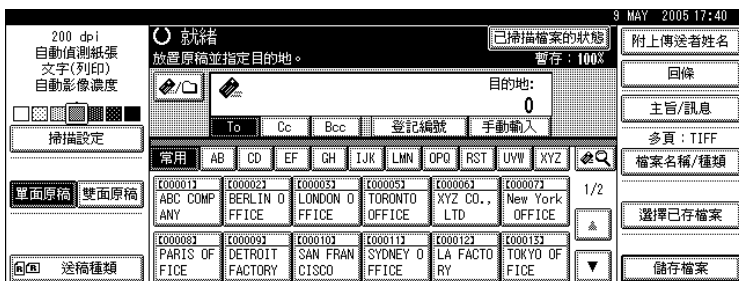 9 MAY 2005 17:40
200 dpi
自動偵測紙張
文字(列印)
自動影像濃度
掃描設定
單面原稿 雙面原稿
送稿種類
就緒
已掃描檔案的狀態
放置原稿並指定目的地。
暫存:100%
目的地:
0
To Cc Bcc 登記編號 手動輸入
常用 AB CD EF GH IJK LMN OPQ RST UVW XYZ
[00001] [00002] [00003] [00005] [00006] [00007]
ABC COMP BERLIN O LONDON O TORONTO XYZ CO., New York
ANY FFICE FFICE OFFICE LTD OFFICE
1/2
[00008] [00009] [00010] [00011] [00012] [00013]
PARIS OF DETROIT SAN FRAN SYDNEY O LA FACTO TOKYO OF
FICE FACTORY CISCO FFICE RY FICE
附上傳送者姓名
回條
主旨/訊息
多頁:TIFF
檔案名稱/種類
選擇已存檔案
儲存檔案